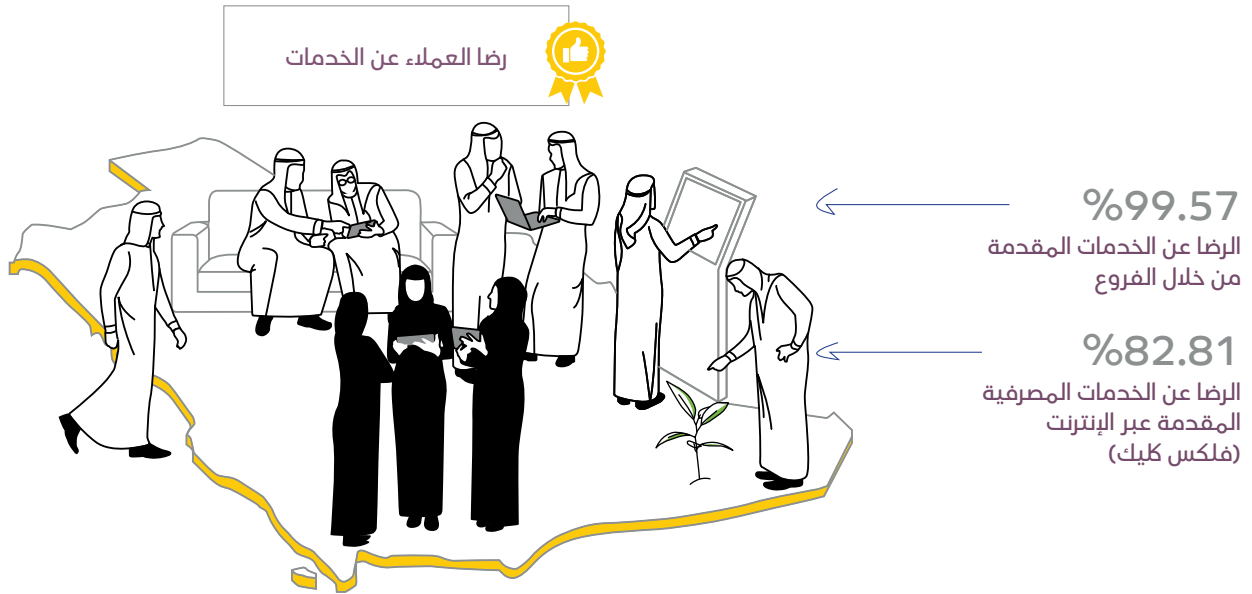 رضا العملاء عن الخدمات
%99.57
الرضا عن الخدمات المقدمة
من خلال الفروع
%82.81
الرضا عن الخدمات المصرفية
المقدمة عبر الإنترنت
(فلكس كليك)